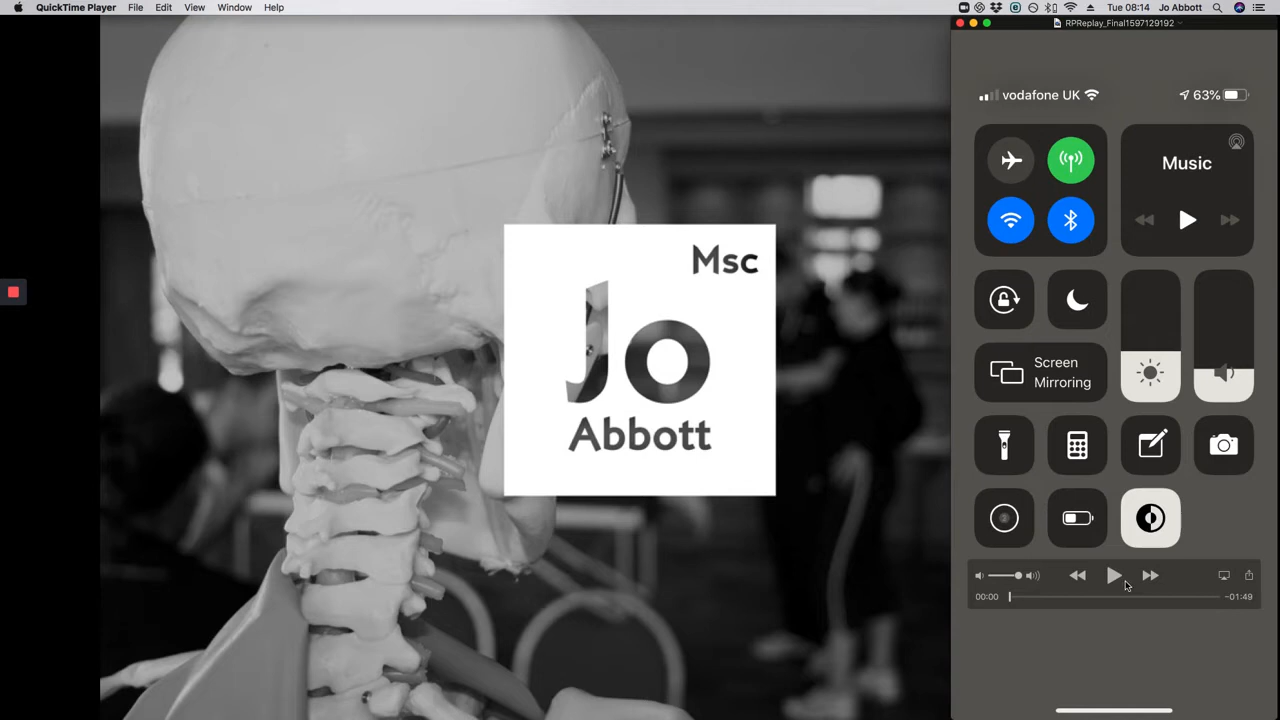 QuickTime Player File Edit View Window Help
Tue 08:14 Jo Abbott
RPReplay_Final1597129192
vodafone UK
63%
Music
Msc
Jo
Abbott
Screen
Mirroring
00:00
-01:49